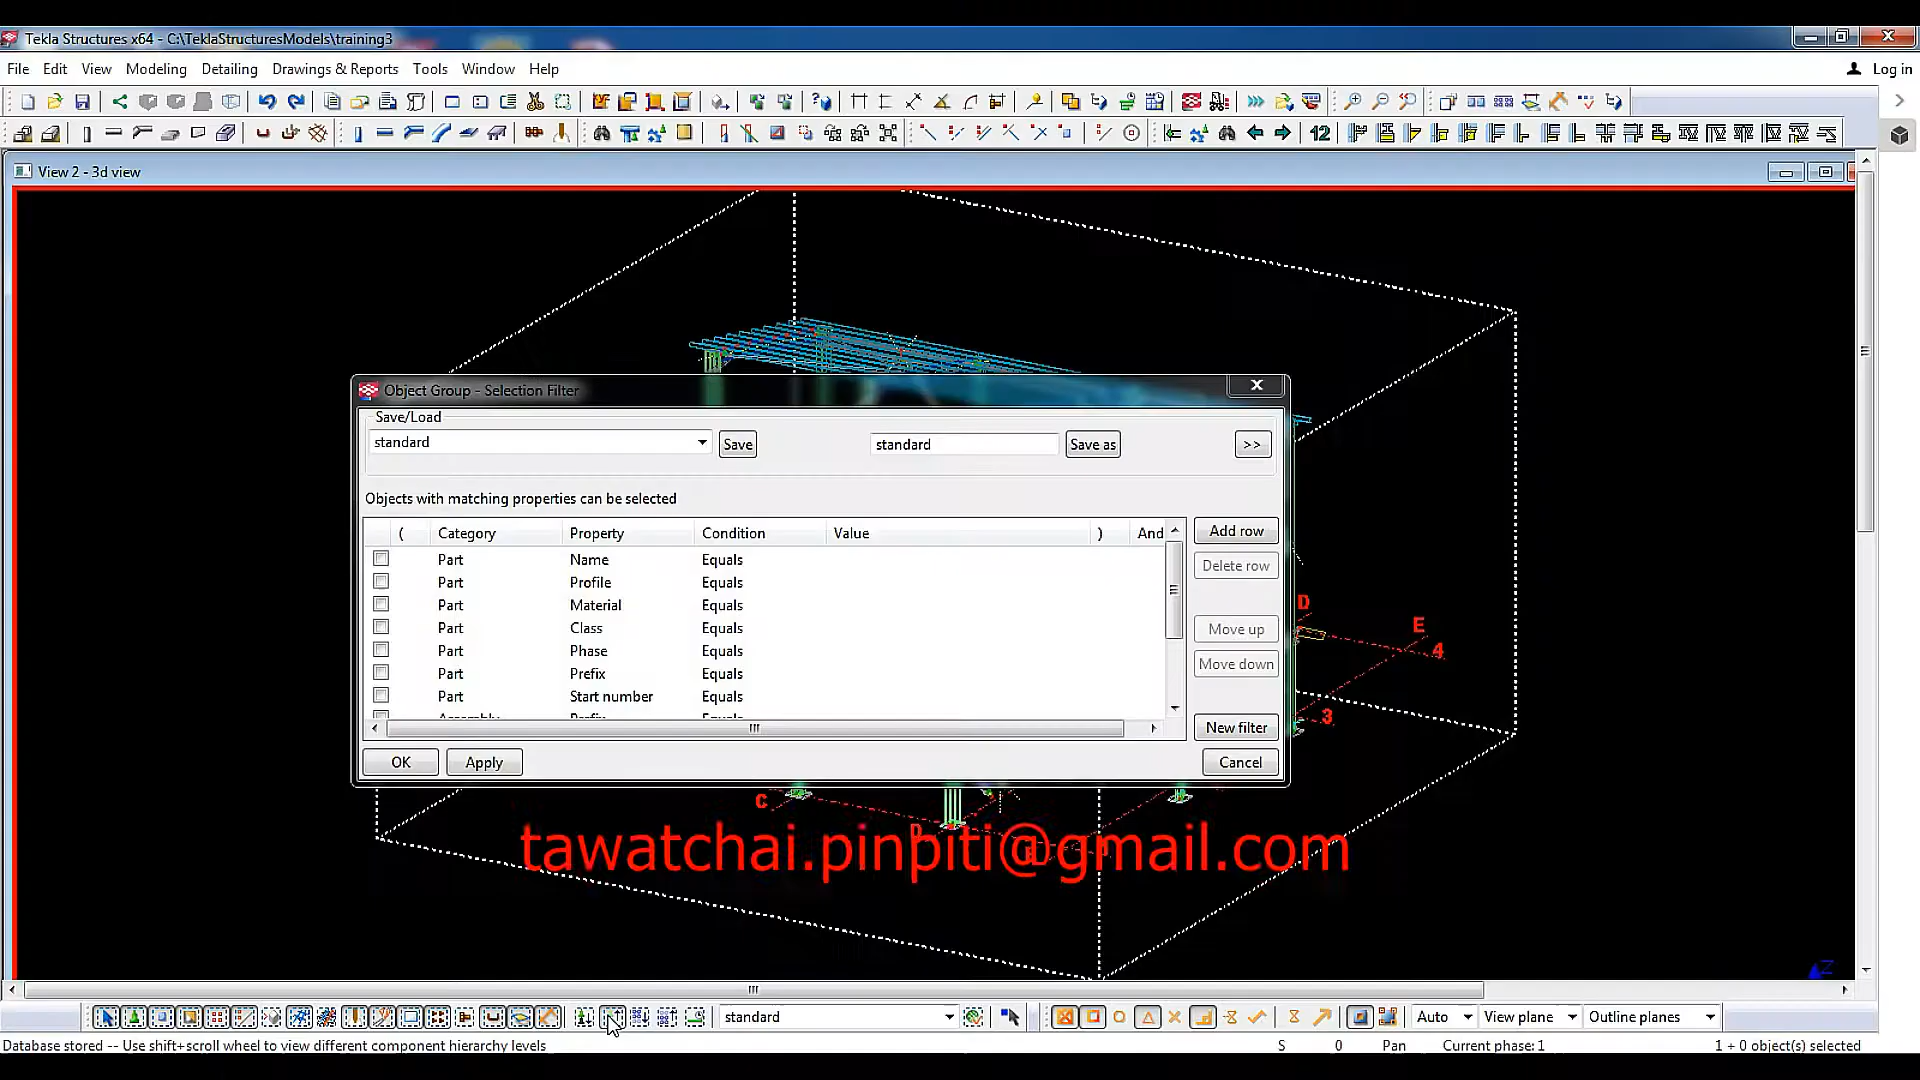 Tekla Structures x64 - C:\TeklaStructuresModels\training3
File Edit View Modeling Detailing Drawings & Reports Tools Window Help
Log in
12
View 2 - 3d view
Object Group - Selection Filter
Save/Load
standard Save standard Save as >>
Objects with matching properties can be selected
( Category Property Condition Value ) And
Part Name Equals
Part Profile Equals
Part Material Equals
Part Class Equals
Part Phase Equals
Part Prefix Equals
Part Start number Equals
Assembly Prefix
Add row
Delete row
Move up
Move down
New filter
OK Apply Cancel
D
E
4
3
C
tawatchai.pinpiti@gmail.com
Z
standard Auto View plane Outline planes
Database stored -- Use shift+scroll wheel to view different component hierarchy levels S 0 Pan Current phase: 1 1 + 0 object(s) selected